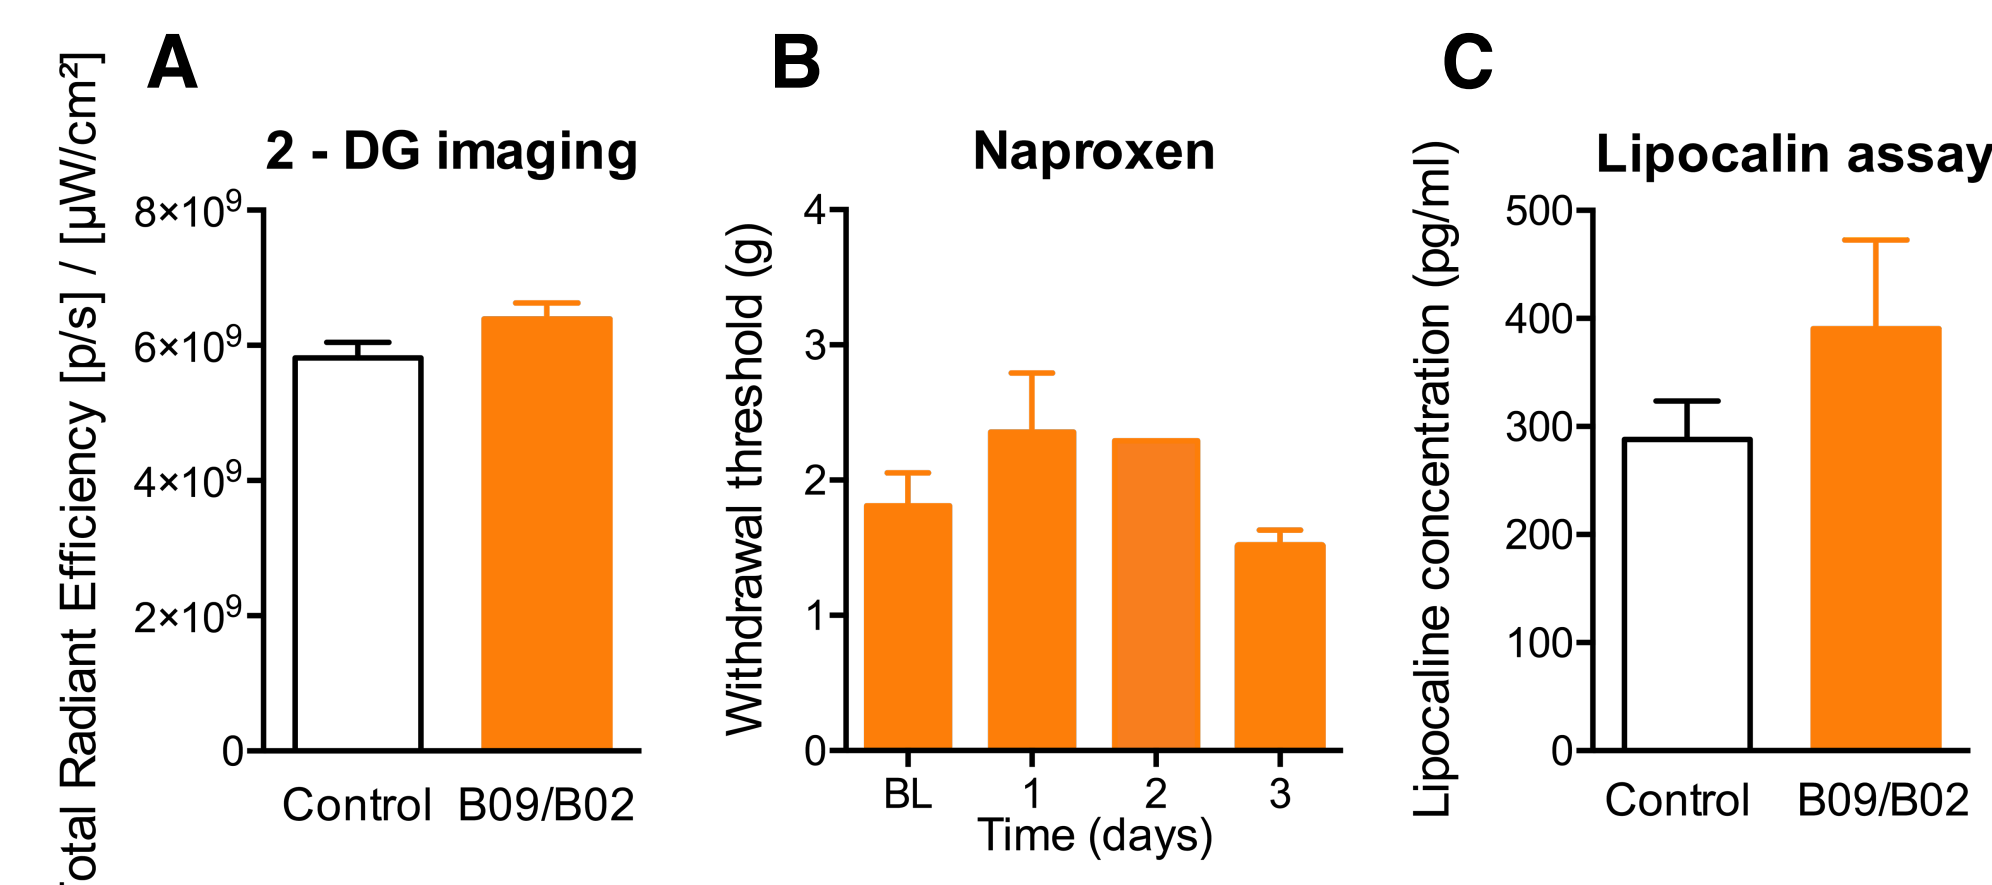 A
2 - DG imaging
Total Radiant Efficiency [p/s] / [µW/cm²]
8×10⁹
6×10⁹
4×10⁹
2×10⁹
0
Control B09/B02
B
Naproxen
Withdrawal threshold (g)
4
3
2
1
0
BL 1 2 3
Time (days)
C
Lipocalin assay
Lipocaline concentration (pg/ml)
500
400
300
200
100
0
Control B09/B02